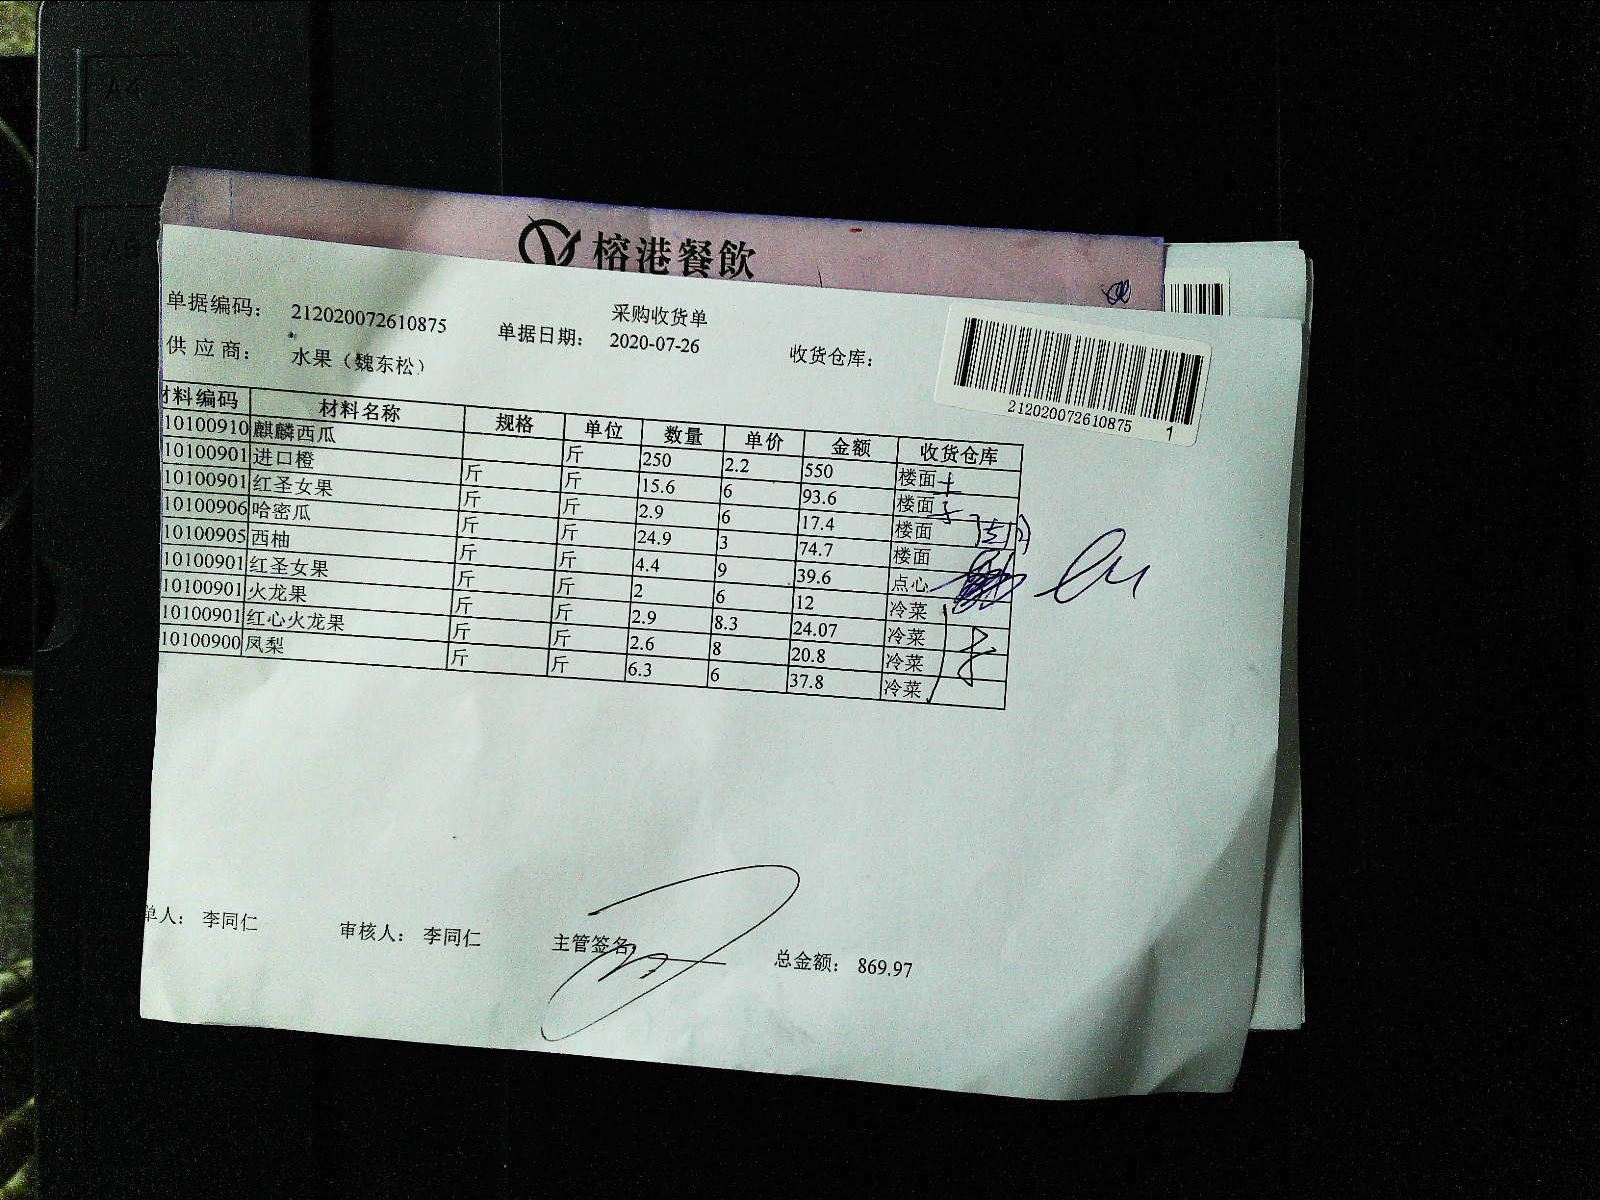 A4
A5
榕港餐飲
采购收货单
单据编码： 212020072610875 单据日期： 2020-07-26 收货仓库：
供 应 商： 水果（魏东松）
212020072610875 1
材料编码 材料名称 规格 单位 数量 单价 金额 收货仓库
10100910 麒麟西瓜 斤 250 2.2 550 楼面
10100901 进口橙 斤 斤 15.6 6 93.6 楼面
10100901 红圣女果 斤 斤 2.9 6 17.4 楼面
10100906 哈密瓜 斤 斤 24.9 3 74.7 楼面
10100905 西柚 斤 斤 4.4 9 39.6 点心
10100901 红圣女果 斤 斤 2 6 12 冷菜
10100901 火龙果 斤 斤 2.9 8.3 24.07 冷菜
10100901 红心火龙果 斤 斤 2.6 8 20.8 冷菜
10100900 凤梨 斤 斤 6.3 6 37.8 冷菜
单人： 李同仁 审核人： 李同仁 主管签名 总金额： 869.97